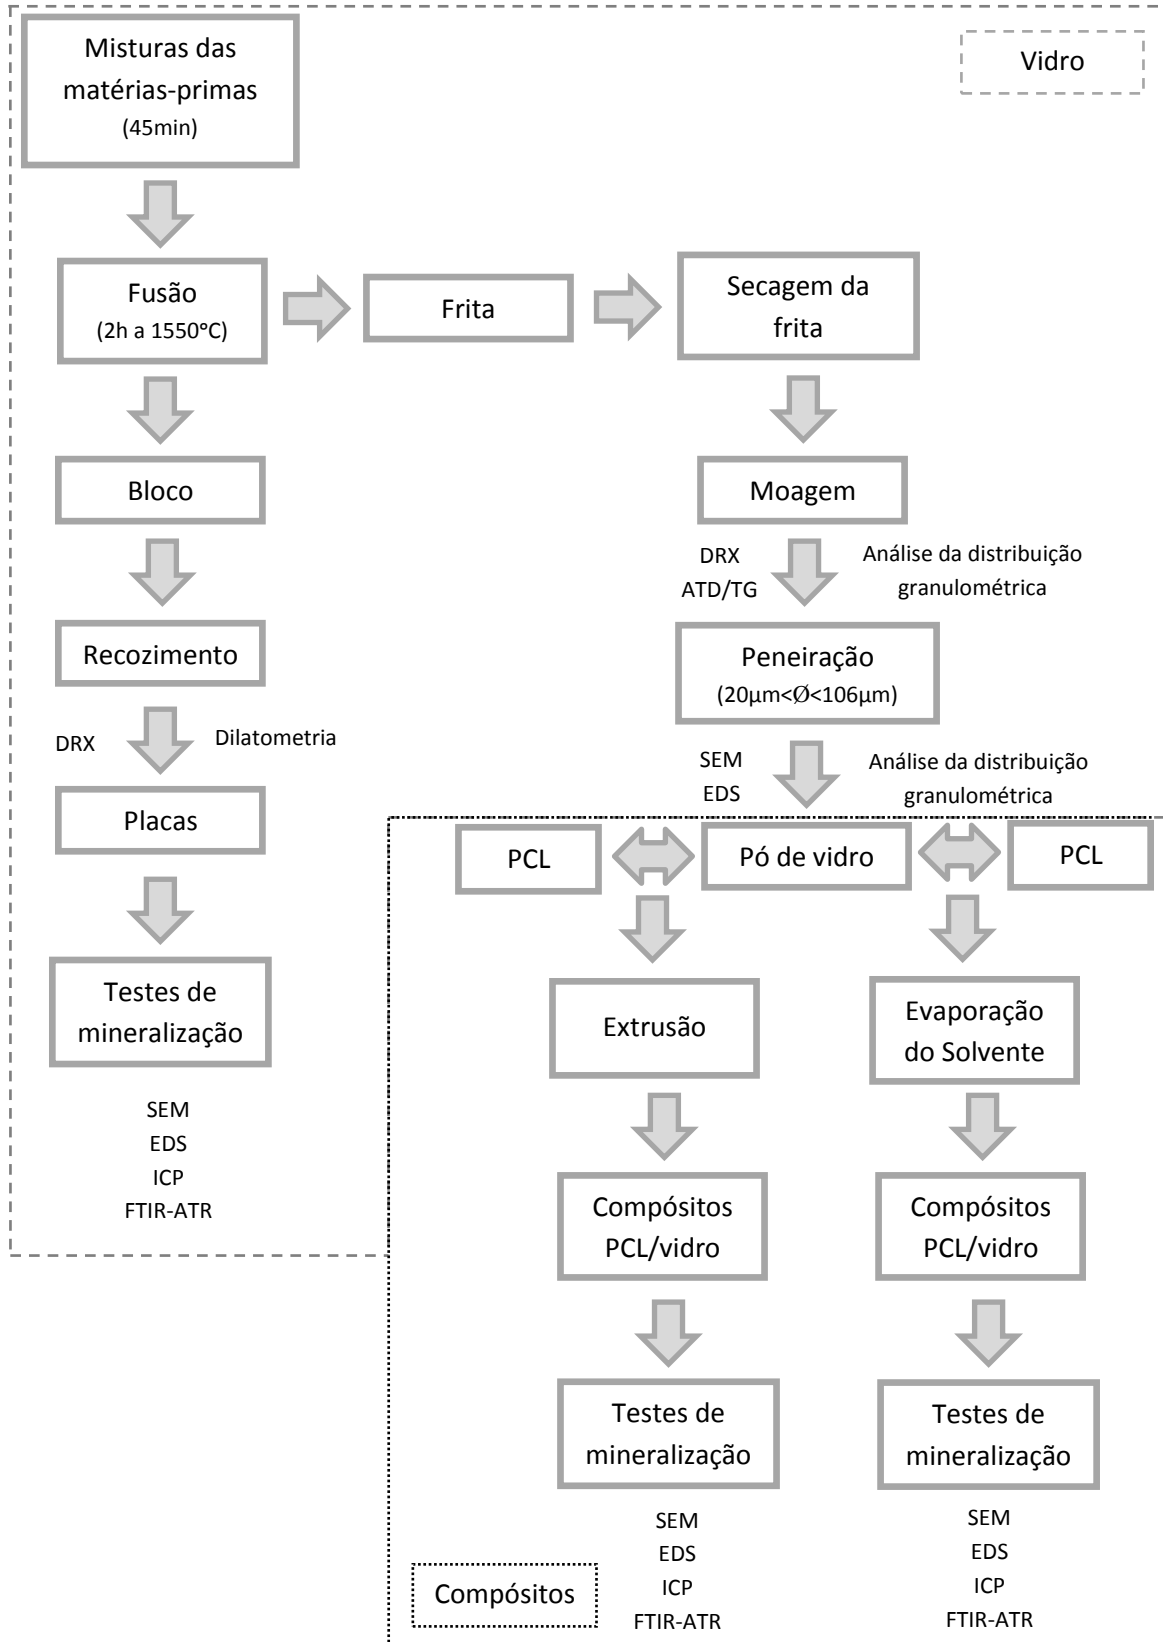 Misturas das
matérias-primas
(45min)
Vidro
Fusão
(2h a 1550°C)
Frita
Secagem da
frita
Bloco
Moagem
DRX
ATD/TG
Análise da distribuição
granulométrica
Recozimento
Peneiração
(20µm<Ø<106µm)
DRX
Dilatometria
SEM
EDS
Análise da distribuição
granulométrica
Placas
PCL
Pó de vidro
PCL
Testes de
mineralização
SEM
EDS
ICP
FTIR-ATR
Extrusão
Evaporação
do Solvente
Compósitos
PCL/vidro
Compósitos
PCL/vidro
Testes de
mineralização
Testes de
mineralização
SEM
EDS
ICP
FTIR-ATR
SEM
EDS
ICP
FTIR-ATR
Compósitos